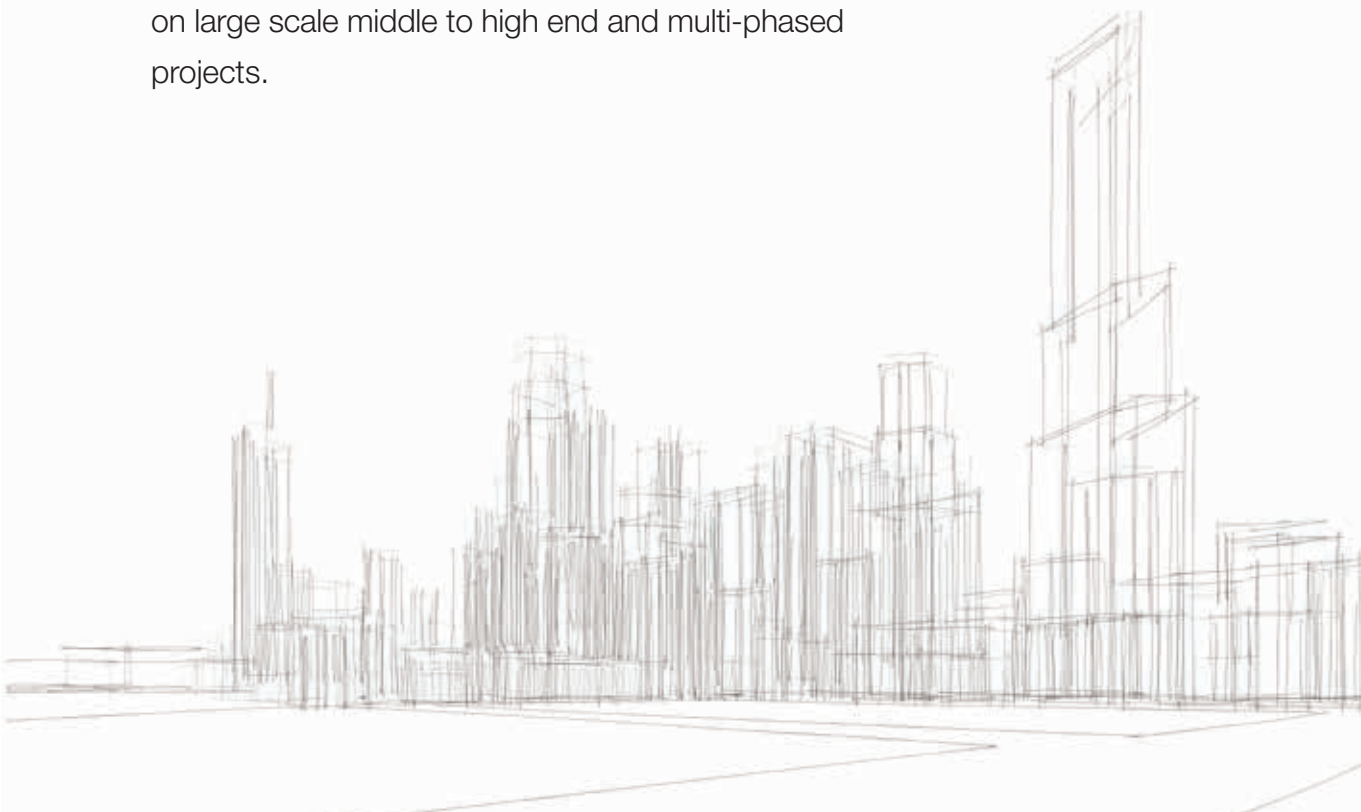 on large scale middle to high end and multi-phased
projects.